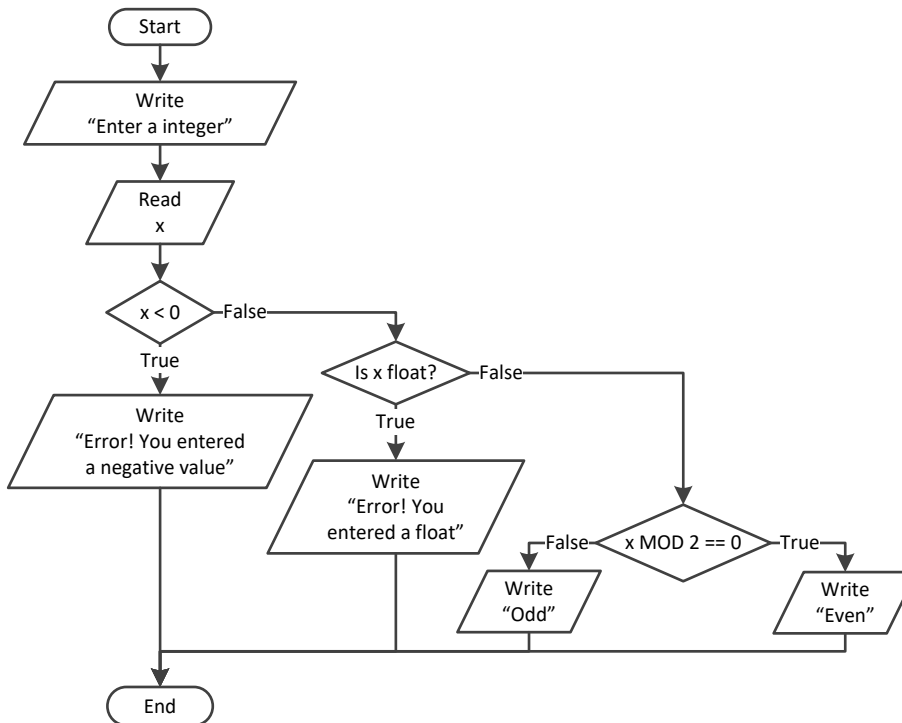 Start
Write
“Enter a integer”
Read
x
x < 0
False
True
Write
“Error! You entered
a negative value”
Is x float?
False
True
Write
“Error! You
entered a float”
x MOD 2 == 0
False
True
Write
“Odd”
Write
“Even”
End